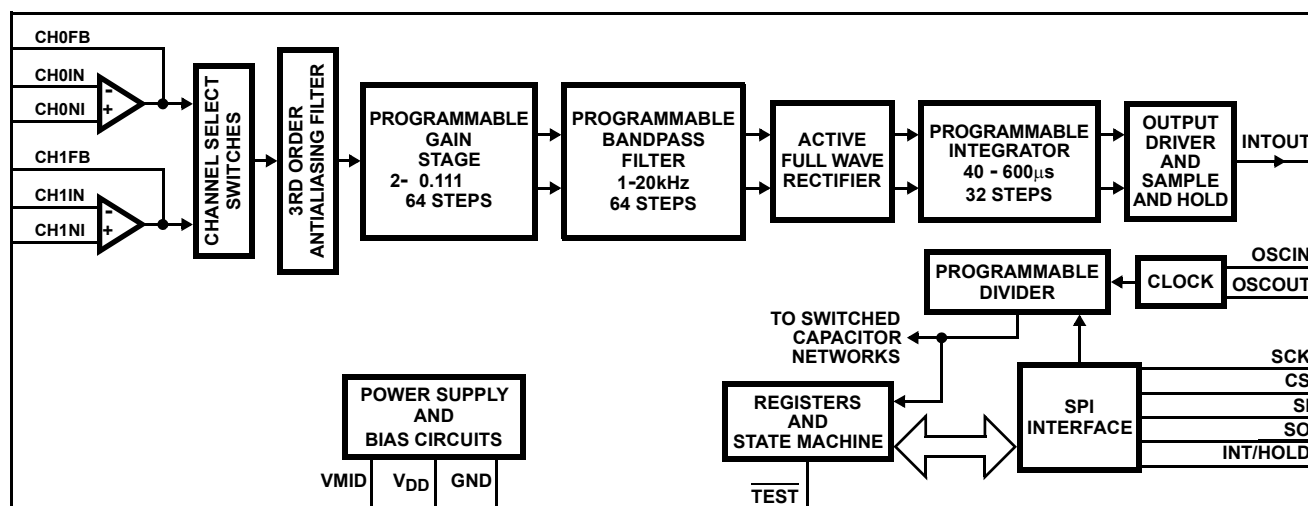 CH0FB
CH0IN
CH0NI
CH1FB
CH1IN
CH1NI
-
+
-
+
CHANNEL SELECT
SWITCHES
3RD ORDER
ANTIALIASING FILTER
PROGRAMMABLE
GAIN
STAGE
2- 0.111
64 STEPS
PROGRAMMABLE
BANDPASS
FILTER
1-20kHz
64 STEPS
ACTIVE
FULL WAVE
RECTIFIER
PROGRAMMABLE
INTEGRATOR
40 - 600µs
32 STEPS
OUTPUT
DRIVER
AND
SAMPLE
AND HOLD
INTOUT
PROGRAMMABLE
DIVIDER
CLOCK
OSCIN
OSCOUT
TO SWITCHED
CAPACITOR
NETWORKS
POWER SUPPLY
AND
BIAS CIRCUITS
VMID
VDD
GND
REGISTERS
AND
STATE MACHINE
TEST
SPI
INTERFACE
SCK
CS
SI
SO
INT/HOLD